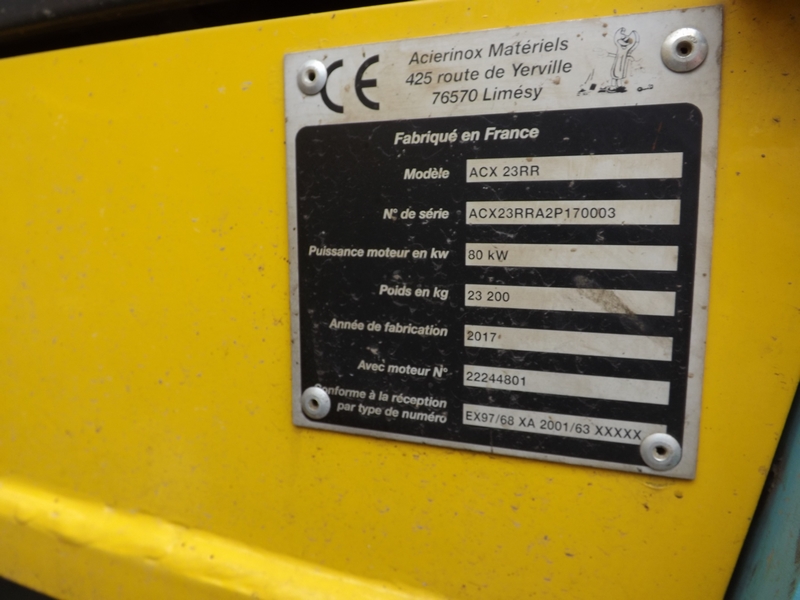 CE
Acierinox Matériels
425 route de Yerville
76570 Limésy
Fabriqué en France
Modèle ACX 23RR
N° de série ACX23RRA2P170003
Puissance moteur en kw 80 kW
Poids en kg 23 200
Année de fabrication 2017
Avec moteur N° 22244801
Conforme à la réception
par type de numéro EX97/68 XA 2001/63 XXXXX